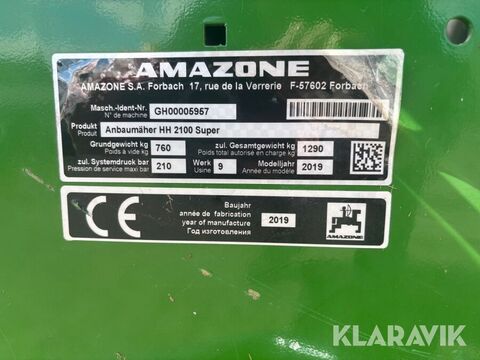 AMAZONE
AMAZONE S.A. Forbach 17, rue de la Verrerie F-57602 Forbach
Masch.-Ident-Nr. GH00005957
N° de machine
Produkt Anbaumäher HH 2100 Super
Produit
Grundgewicht kg 760 zul. Gesamtgewicht kg 1290
Poids à vide kg Poids total autorisé en charge kg
zul. Systemdruck bar 210 Werk 9 Modelljahr 2019
Pression de service maxi bar Usine Année du modèle
CE
Baujahr
année de fabrication 2019
year of manufacture
Год изготовления
AMAZONE
KLARAVIK